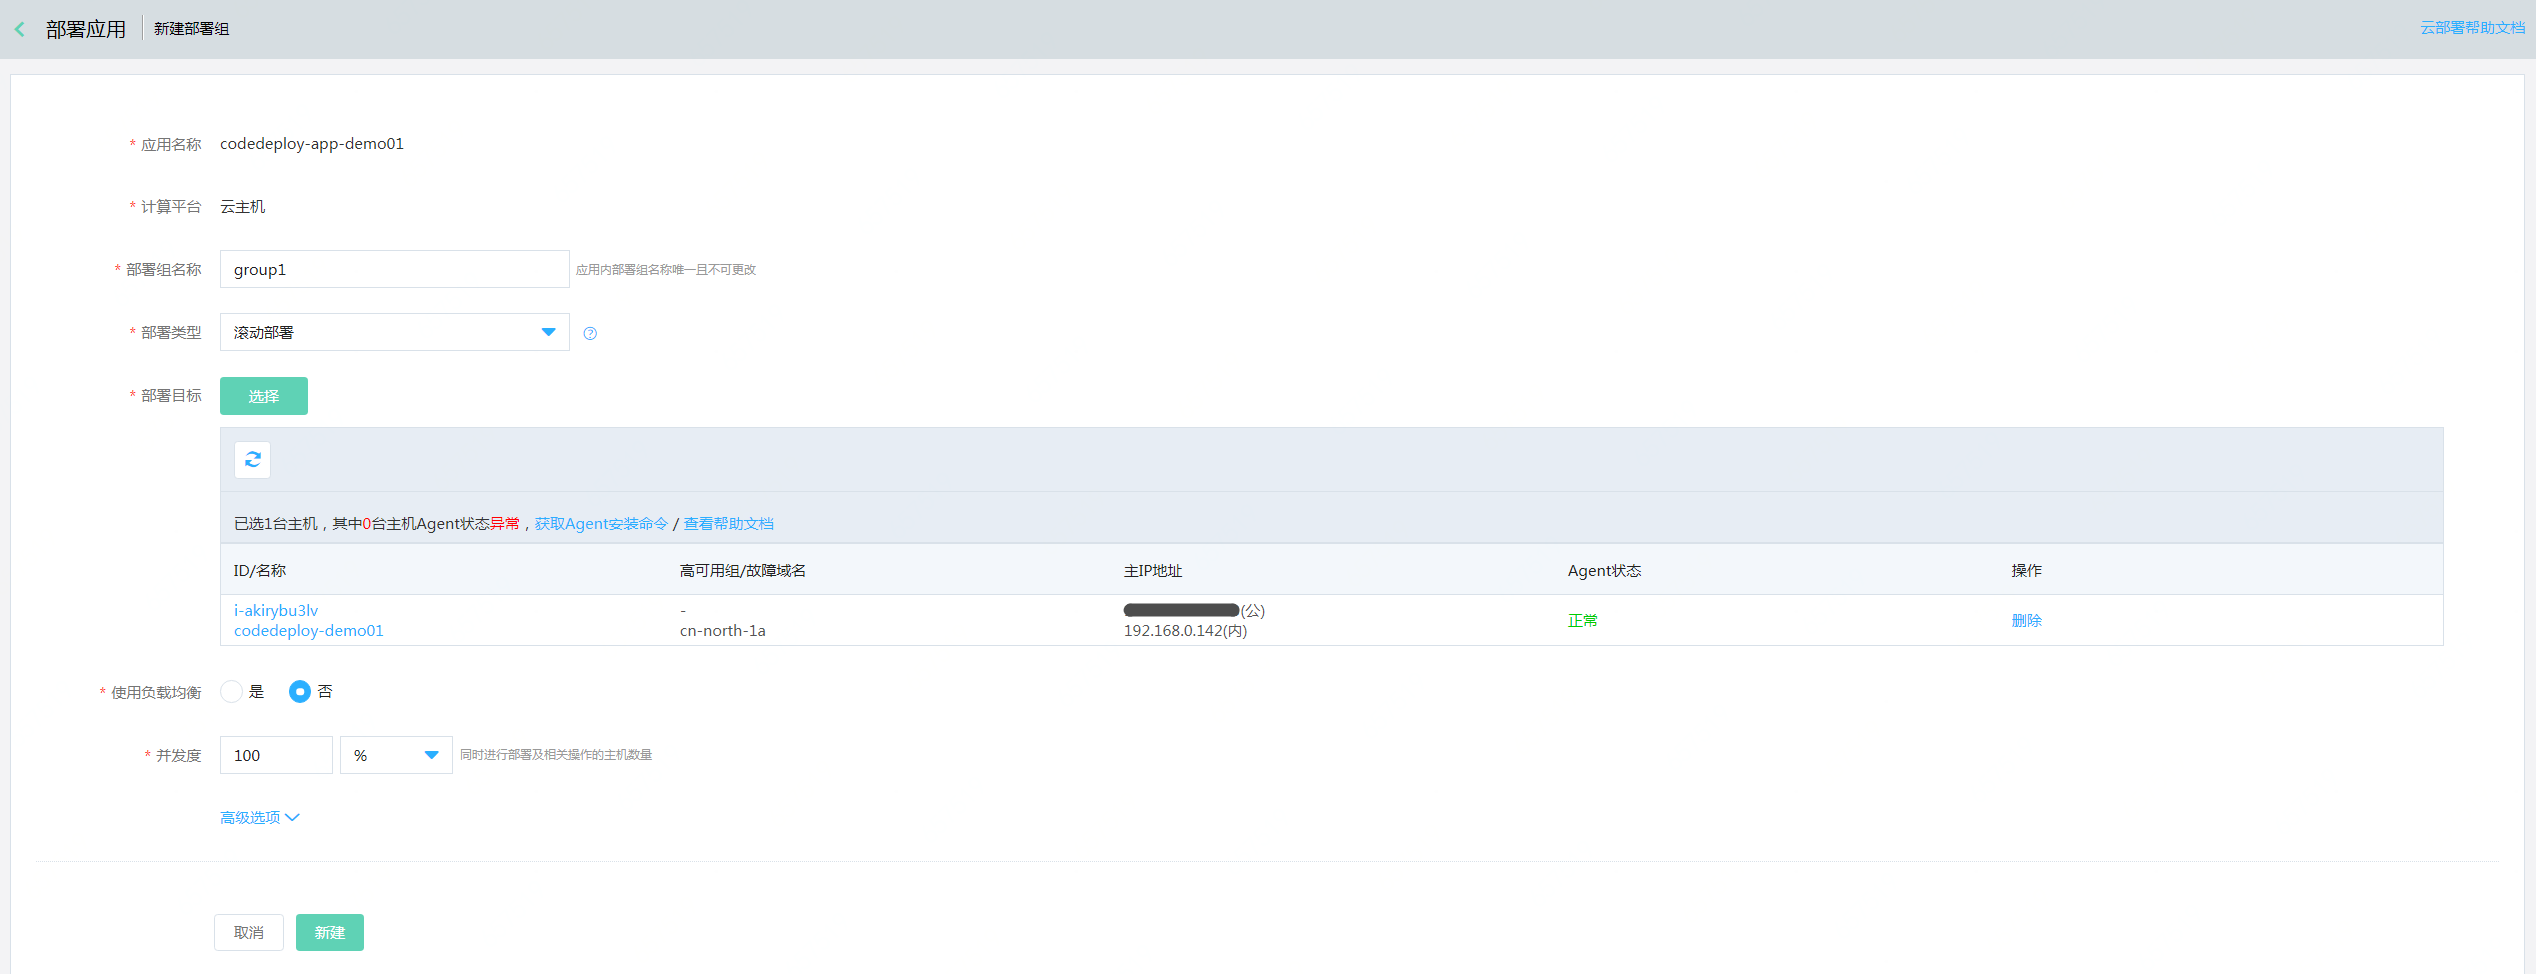 部署应用 新建部署组 云部署帮助文档
* 应用名称 codedeploy-app-demo01
* 计算平台 云主机
* 部署组名称 group1 应用内部署组名称唯一且不可更改
* 部署类型 滚动部署
* 部署目标 选择
已选1台主机，其中0台主机Agent状态异常，获取Agent安装命令 / 查看帮助文档
ID/名称 高可用组/故障域名 主IP地址 Agent状态 操作
i-akirybu3lv - (公)
codedeploy-demo01 cn-north-1a 192.168.0.142(内) 正常 删除
* 使用负载均衡 是 否
* 并发度 100 % 同时进行部署及相关操作的主机数量
高级选项
取消 新建